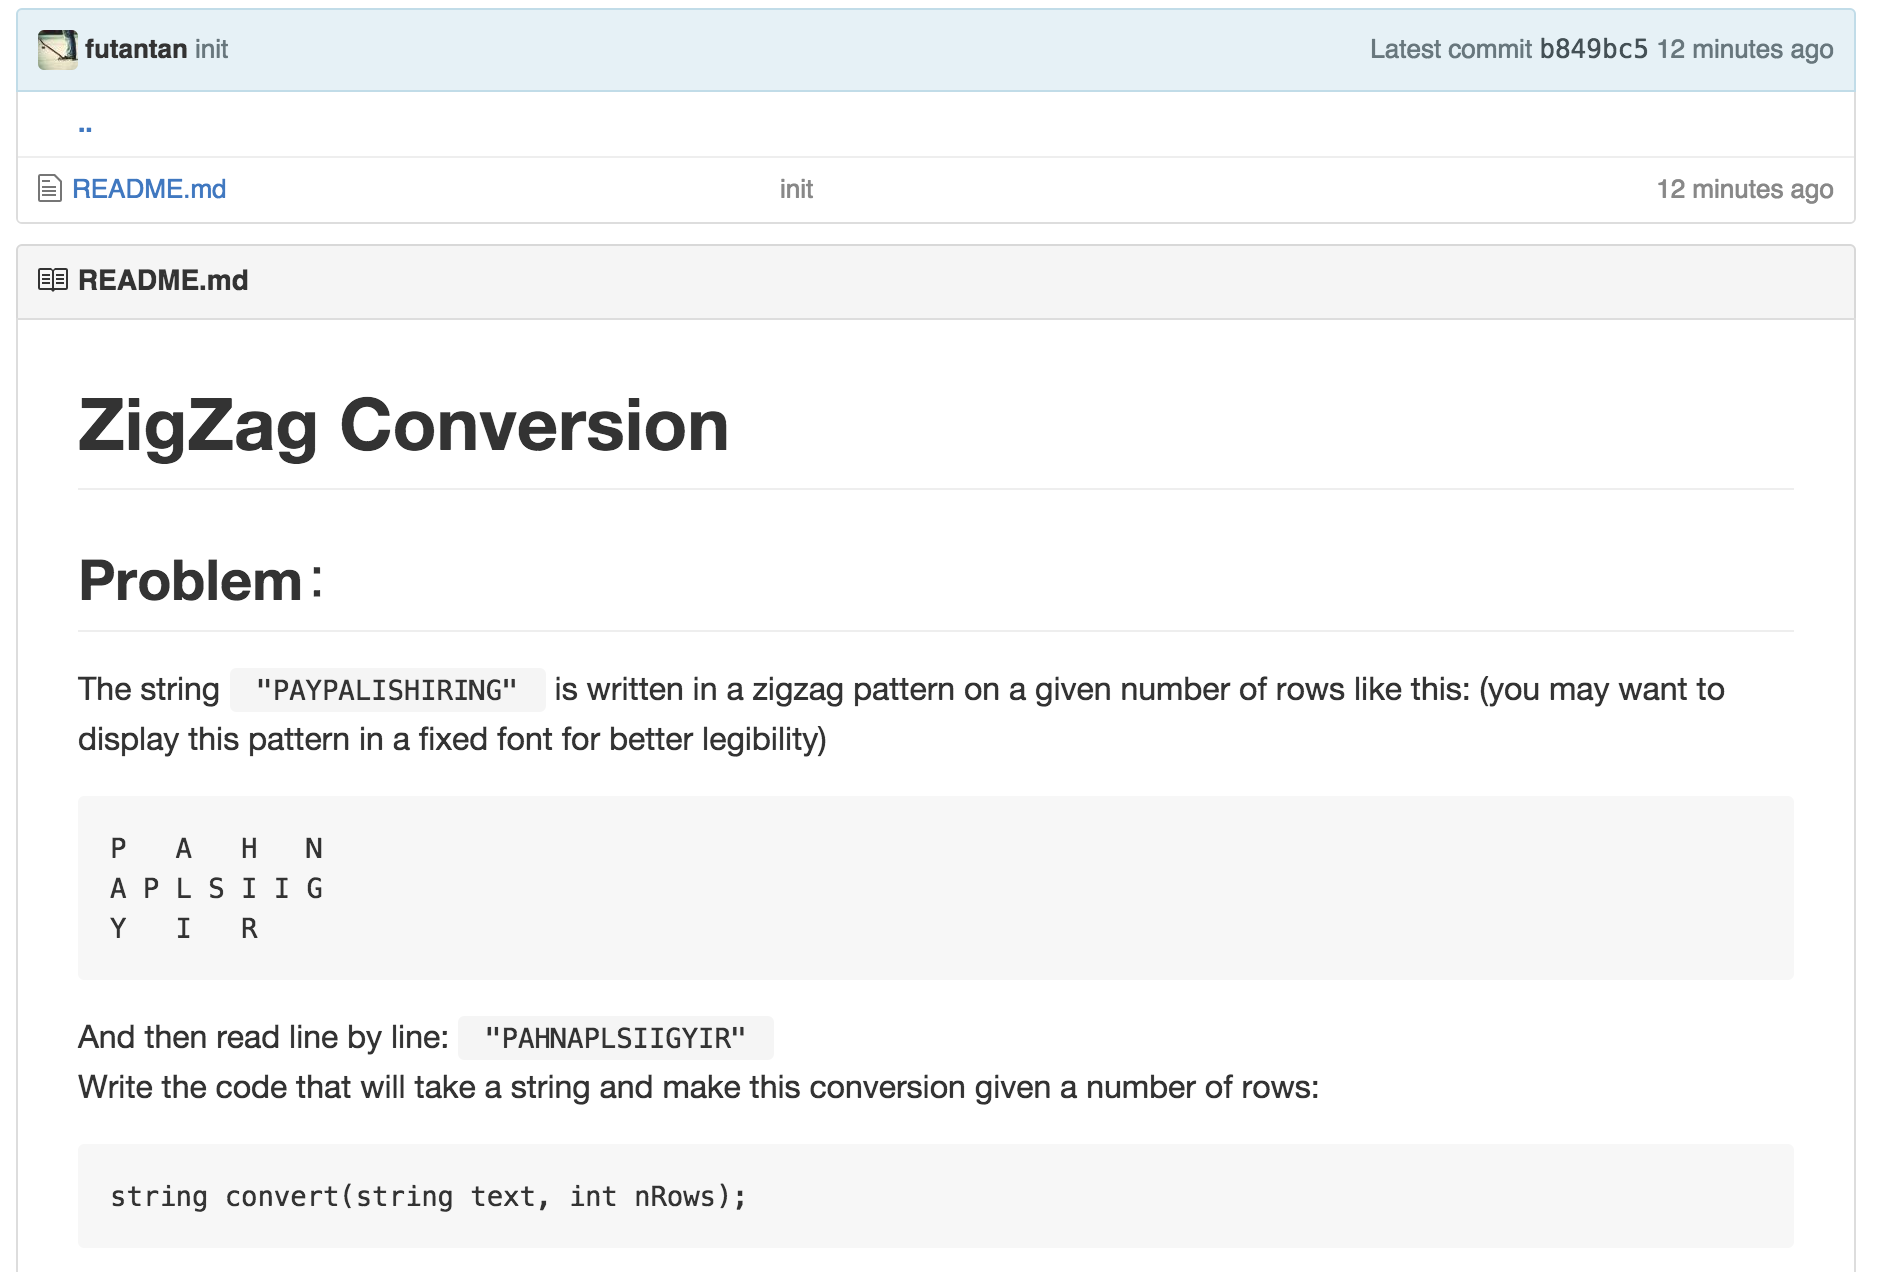 futantan init Latest commit b849bc5 12 minutes ago
..
README.md init 12 minutes ago
README.md
ZigZag Conversion
Problem：
The string "PAYPALISHIRING" is written in a zigzag pattern on a given number of rows like this: (you may want to
display this pattern in a fixed font for better legibility)
P   A   H   N
A P L S I I G
Y   I   R
And then read line by line: "PAHNAPLSIIGYIR"
Write the code that will take a string and make this conversion given a number of rows:
string convert(string text, int nRows);